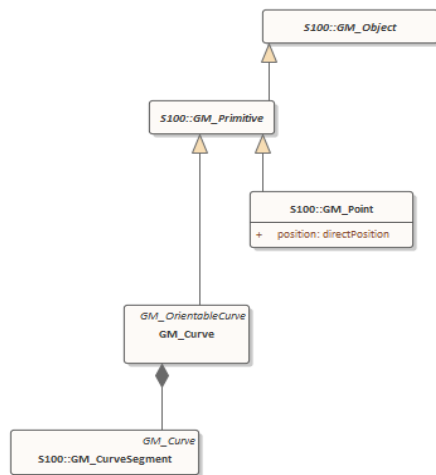 S100::GM_Object
S100::GM_Primitive
S100::GM_Point
+ position: directPosition
GM_OrientableCurve
GM_Curve
GM_Curve
S100::GM_CurveSegment